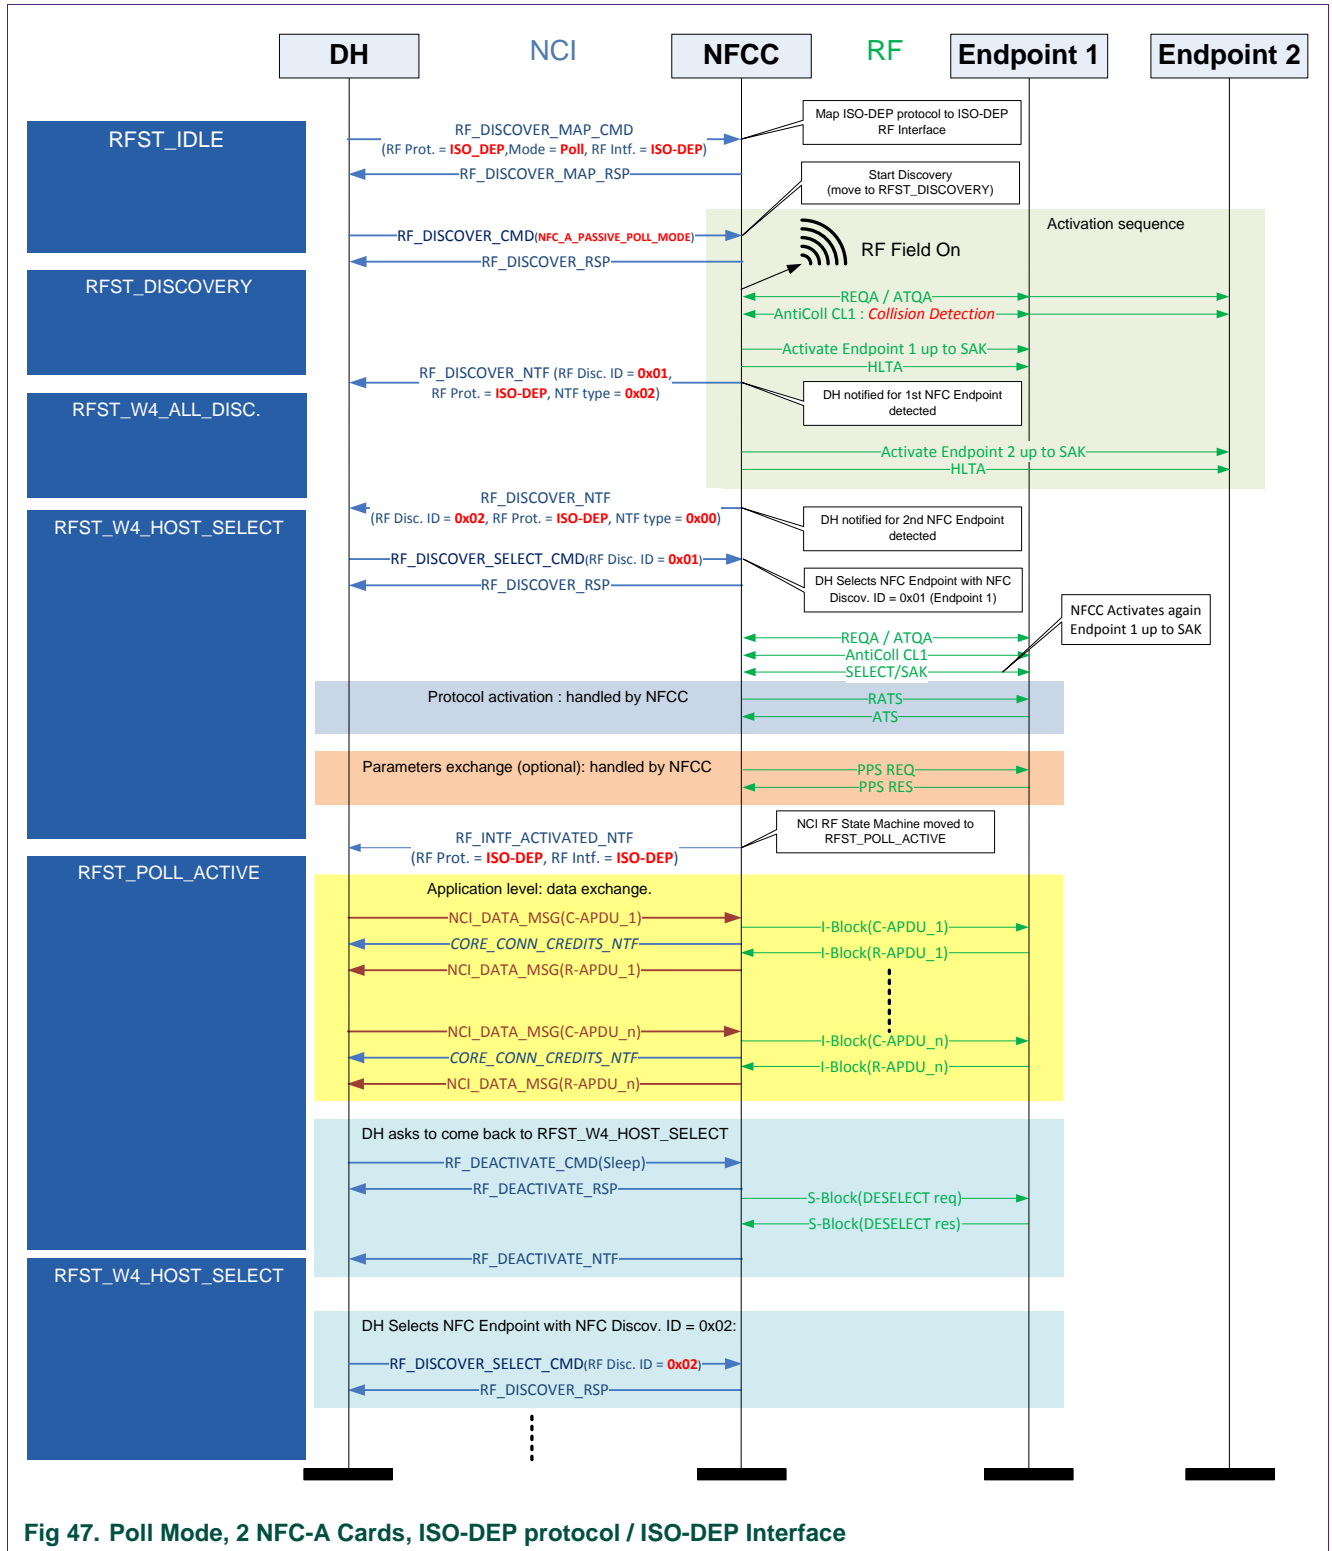 DH NCI NFCC RF Endpoint 1 Endpoint 2
RFST_IDLE
RF_DISCOVER_MAP_CMD
(RF Prot. = ISO_DEP,Mode = Poll, RF Intf. = ISO-DEP)
Map ISO-DEP protocol to ISO-DEP
RF Interface
RF_DISCOVER_MAP_RSP
Start Discovery
(move to RFST_DISCOVERY)
Activation sequence
RF_DISCOVER_CMD(NFC_A_PASSIVE_POLL_MODE)
RF Field On
RF_DISCOVER_RSP
RFST_DISCOVERY
REQA / ATQA
AntiColl CL1 : Collision Detection
Activate Endpoint 1 up to SAK
HLTA
RF_DISCOVER_NTF (RF Disc. ID = 0x01,
RF Prot. = ISO-DEP, NTF type = 0x02)
DH notified for 1st NFC Endpoint
detected
RFST_W4_ALL_DISC.
Activate Endpoint 2 up to SAK
HLTA
RF_DISCOVER_NTF
(RF Disc. ID = 0x02, RF Prot. = ISO-DEP, NTF type = 0x00)
DH notified for 2nd NFC Endpoint
detected
RFST_W4_HOST_SELECT
RF_DISCOVER_SELECT_CMD(RF Disc. ID = 0x01)
RF_DISCOVER_RSP
DH Selects NFC Endpoint with NFC
Discov. ID = 0x01 (Endpoint 1)
NFCC Activates again
Endpoint 1 up to SAK
REQA / ATQA
AntiColl CL1
SELECT/SAK
Protocol activation : handled by NFCC
RATS
ATS
Parameters exchange (optional): handled by NFCC
PPS REQ
PPS RES
NCI RF State Machine moved to
RFST_POLL_ACTIVE
RF_INTF_ACTIVATED_NTF
(RF Prot. = ISO-DEP, RF Intf. = ISO-DEP)
RFST_POLL_ACTIVE
Application level: data exchange.
NCI_DATA_MSG(C-APDU_1)
I-Block(C-APDU_1)
CORE_CONN_CREDITS_NTF
I-Block(R-APDU_1)
NCI_DATA_MSG(R-APDU_1)
NCI_DATA_MSG(C-APDU_n)
I-Block(C-APDU_n)
CORE_CONN_CREDITS_NTF
I-Block(R-APDU_n)
NCI_DATA_MSG(R-APDU_n)
DH asks to come back to RFST_W4_HOST_SELECT
RF_DEACTIVATE_CMD(Sleep)
RF_DEACTIVATE_RSP
S-Block(DESELECT req)
S-Block(DESELECT res)
RF_DEACTIVATE_NTF
RFST_W4_HOST_SELECT
DH Selects NFC Endpoint with NFC Discov. ID = 0x02:
RF_DISCOVER_SELECT_CMD(RF Disc. ID = 0x02)
RF_DISCOVER_RSP
Fig 47. Poll Mode, 2 NFC-A Cards, ISO-DEP protocol / ISO-DEP Interface